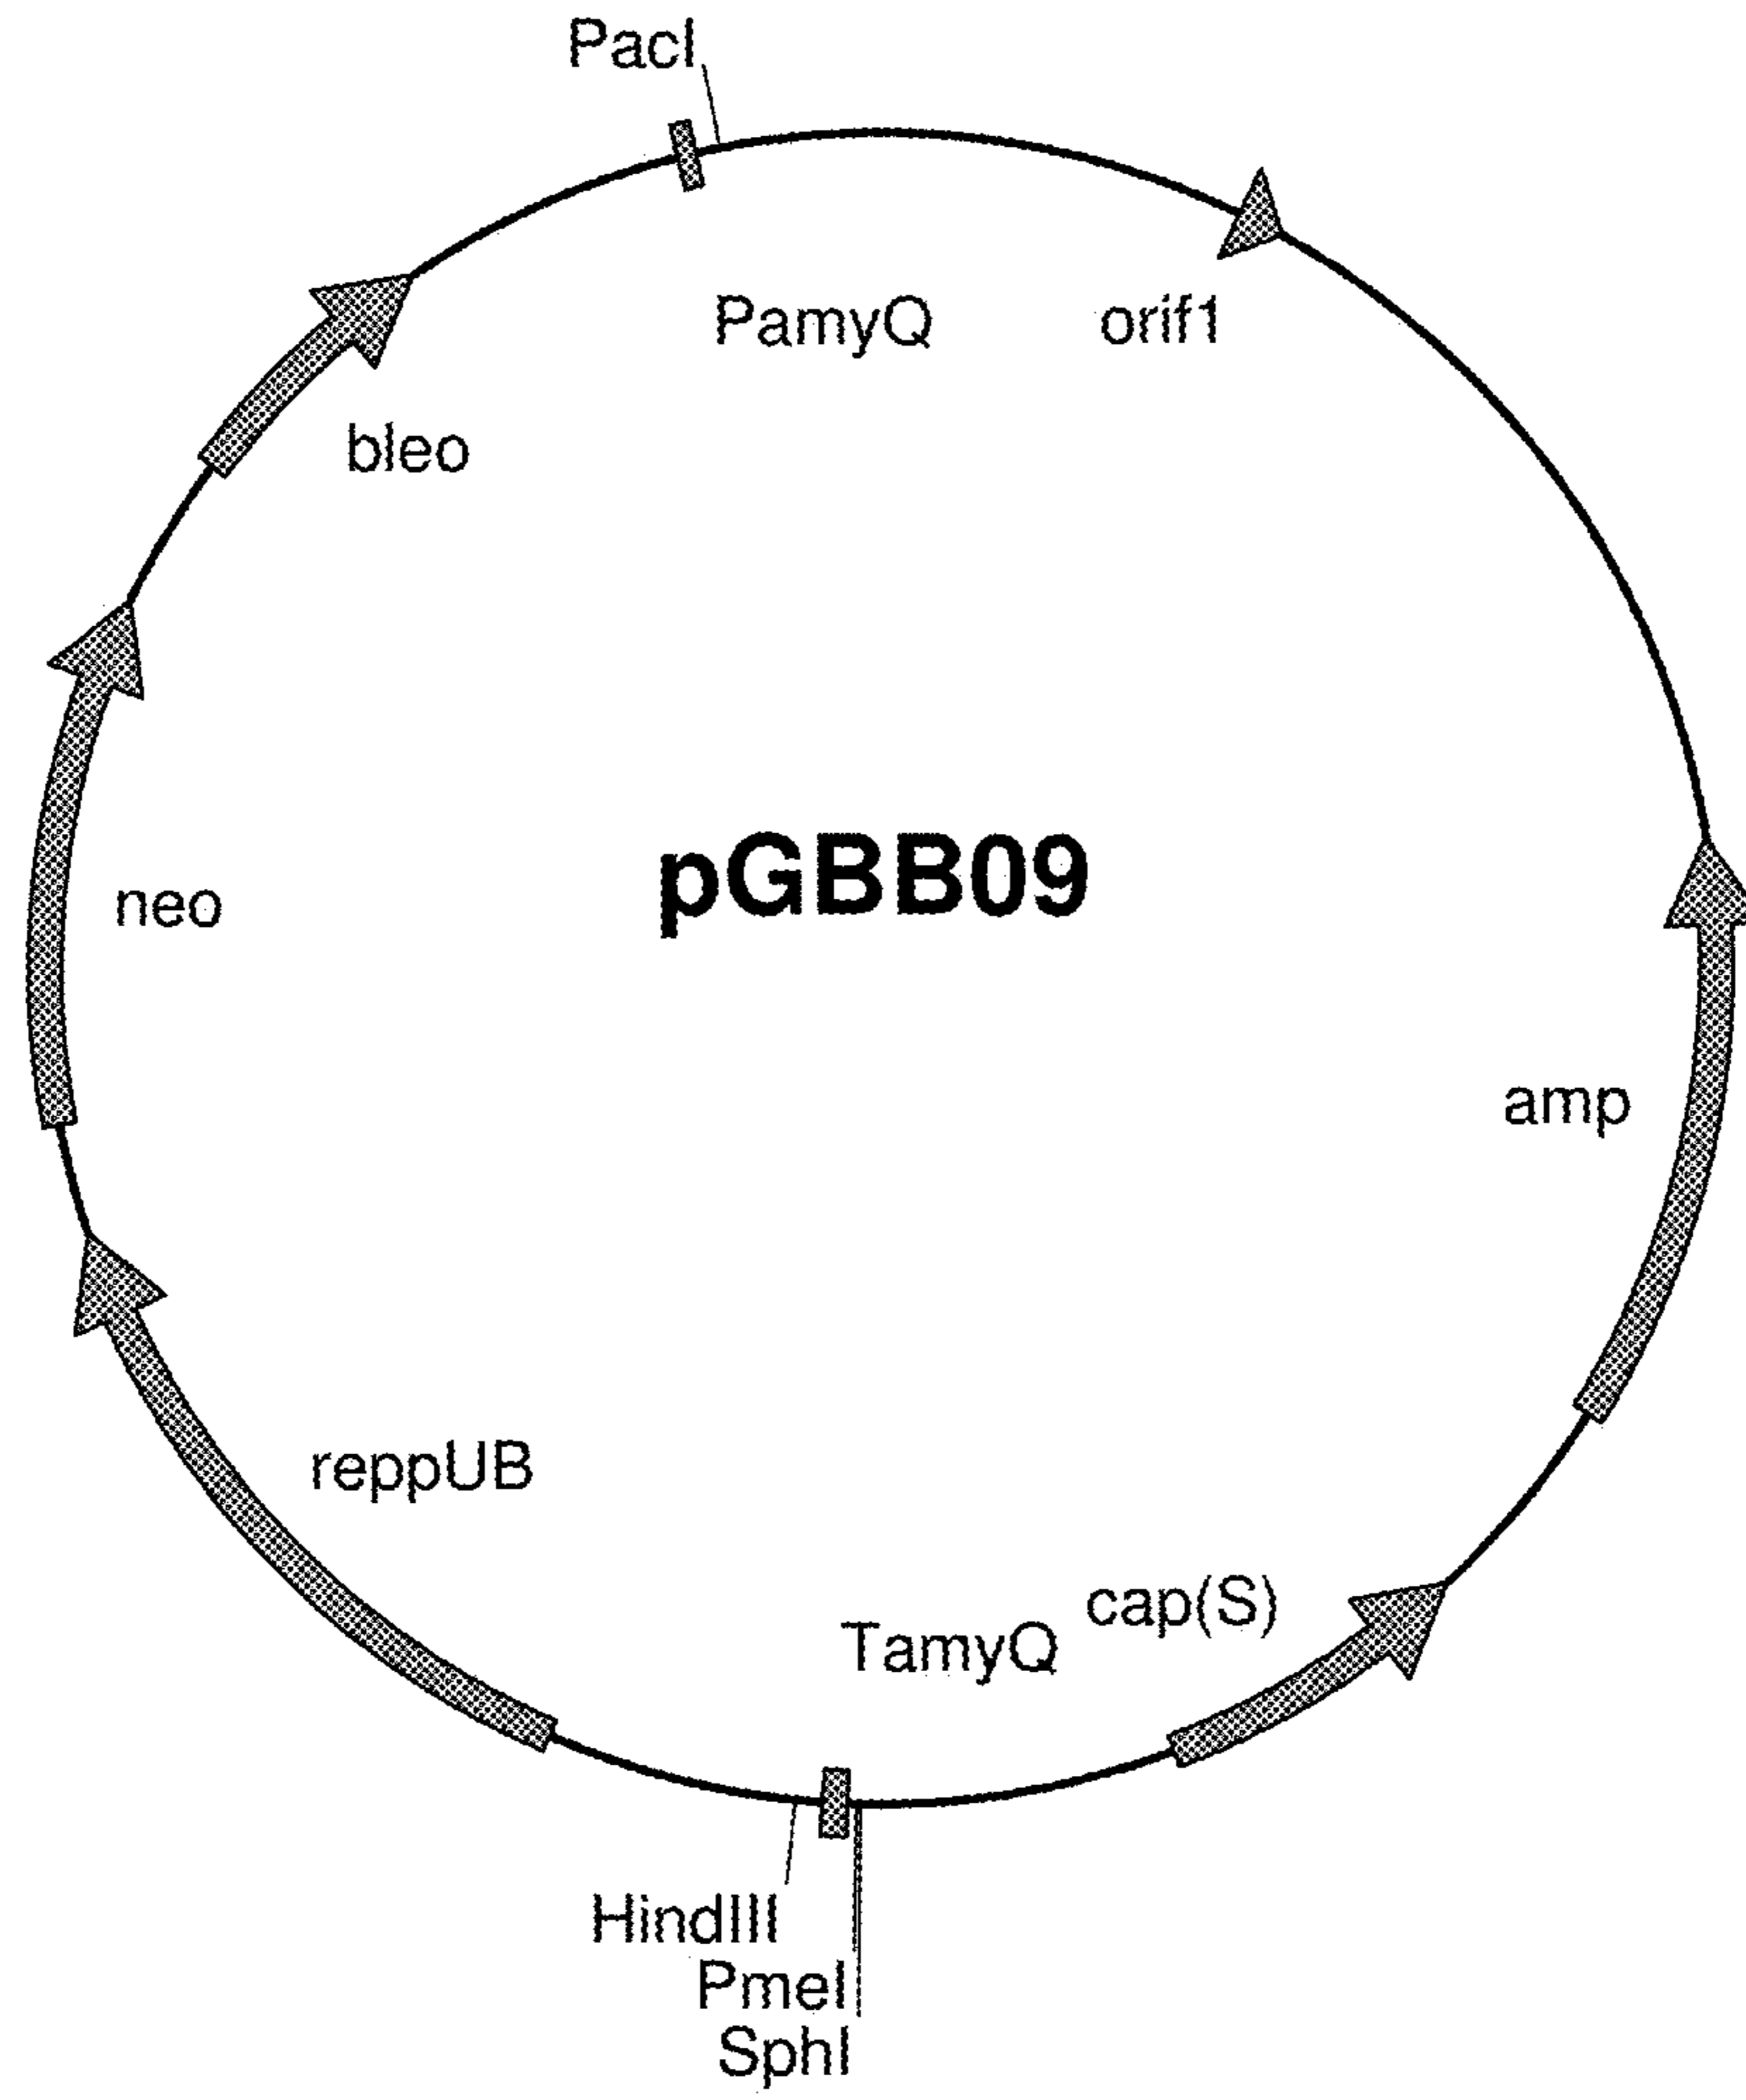 PacI
PamyQ
orif1
bleo
pGBB09
neo
amp
reppUB
cap(S)
TamyQ
HindIII
PmeI
SphI